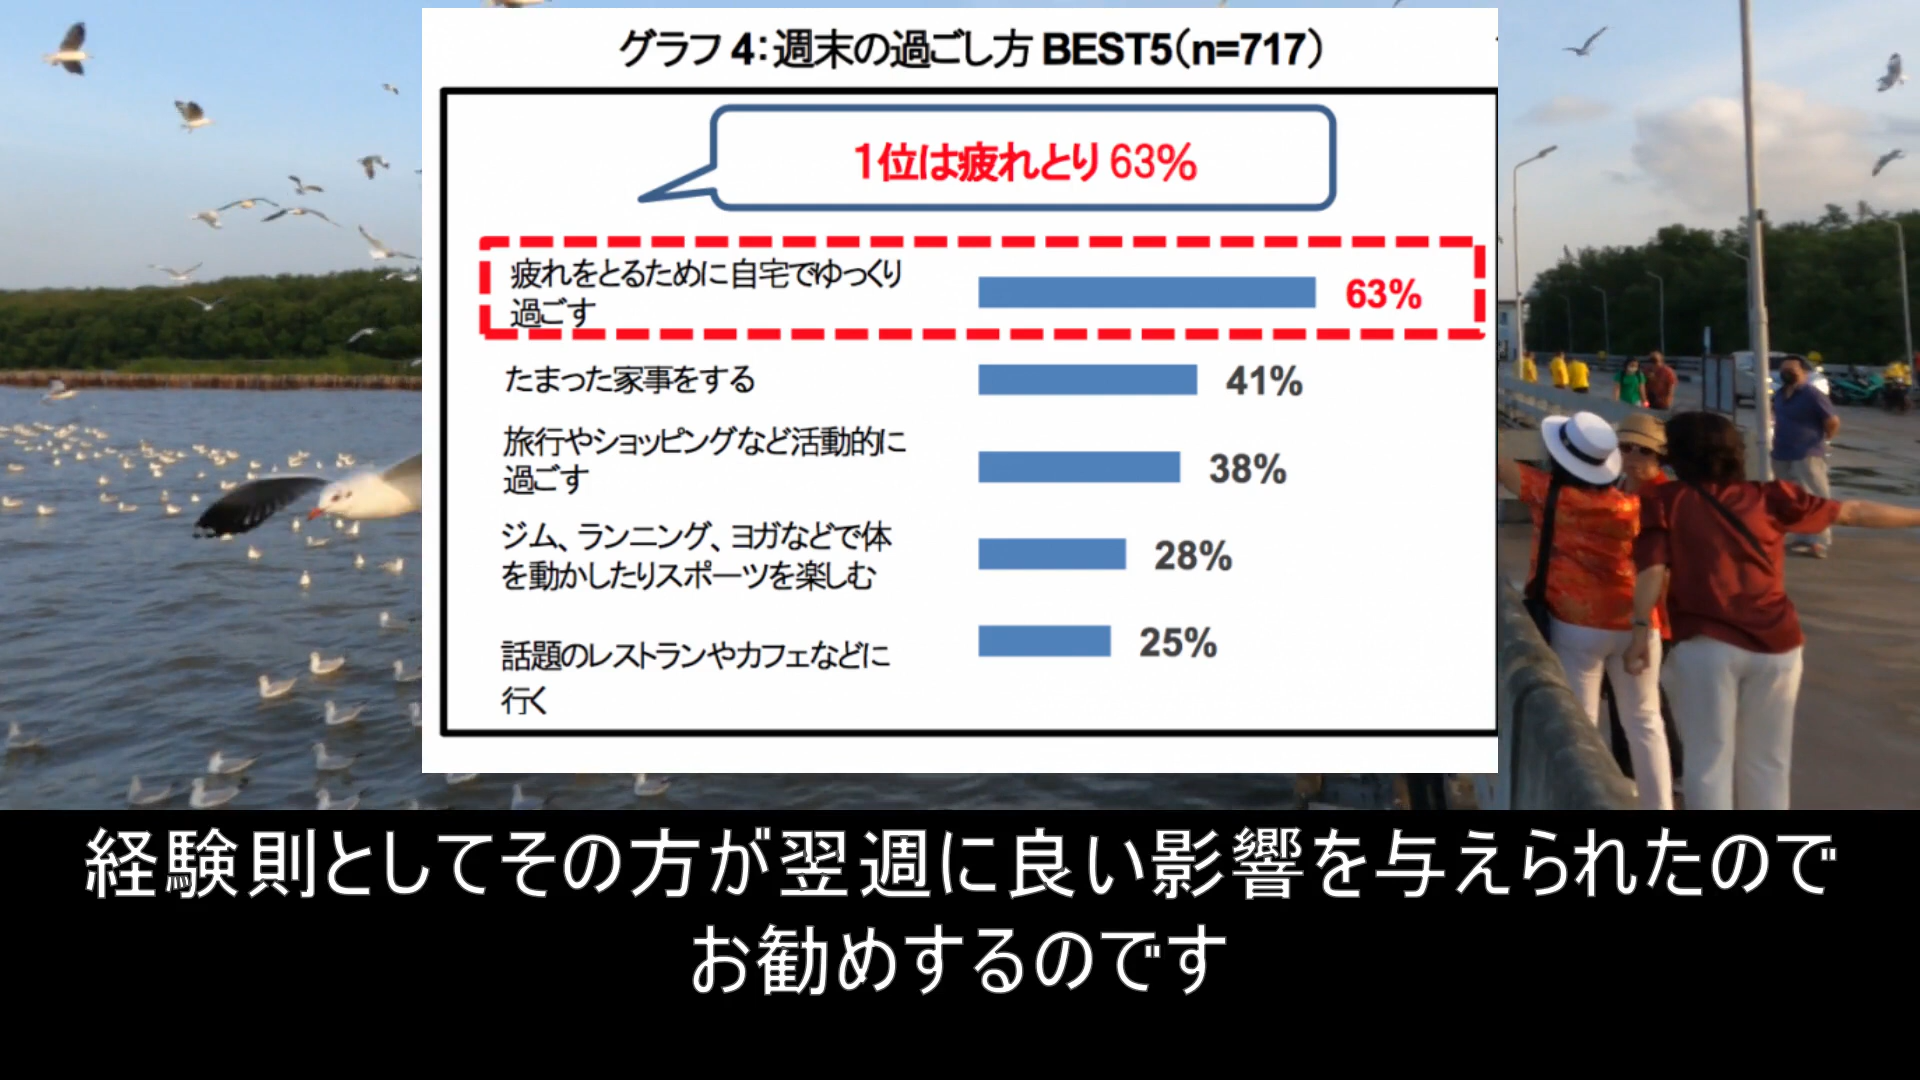 グラフ 4：週末の過ごし方 BEST5（n=717）
1位は疲れとり 63%
疲れをとるために自宅でゆっくり
過ごす
63%
たまった家事をする
41%
旅行やショッピングなど活動的に
過ごす
38%
ジム、ランニング、ヨガなどで体
を動かしたりスポーツを楽しむ
28%
話題のレストランやカフェなどに
行く
25%
経験則としてその方が翌週に良い影響を与えられたので
お勧めするのです